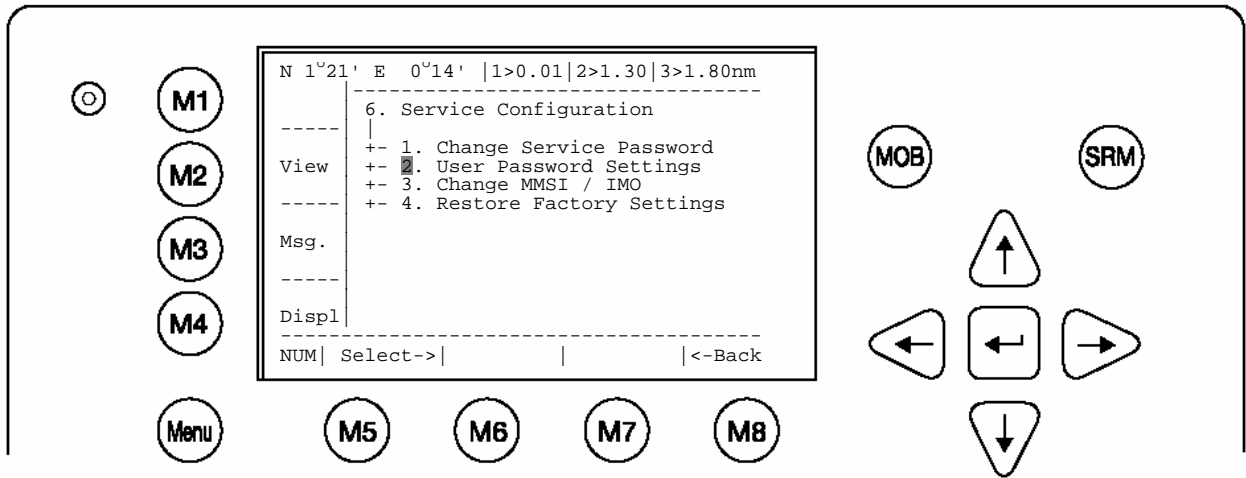 N 1°21' E 0°14' |1>0.01|2>1.30|3>1.80nm
6. Service Configuration
+- 1. Change Service Password
View +- 2. User Password Settings
+- 3. Change MMSI / IMO
+- 4. Restore Factory Settings
Msg.
Displ
NUM| Select->| | |<-Back
M1
M2
M3
M4
Menu
M5
M6
M7
M8
MOB
SRM